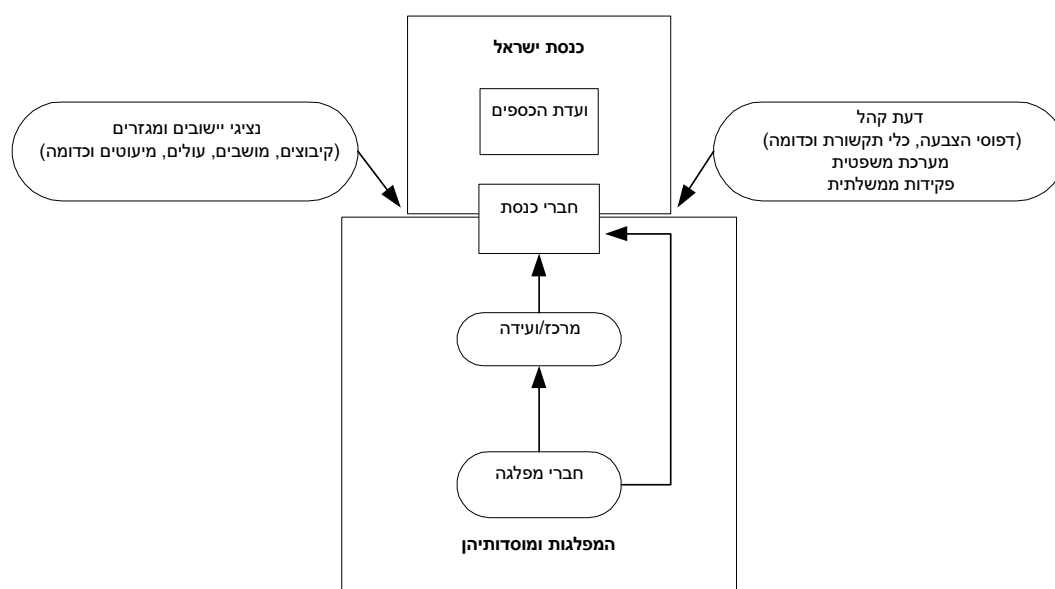 כנסת ישראל
ועדת הכספים
דעת קהל
(דפוסי הצבעה, כלי תקשורת וכדומה)
מערכת משפטית
פקידות ממשלתית
נציגי יישובים ומגזרים
(קיבוצים, מושבים, עולים, מיעוטים וכדומה)
חברי כנסת
מרכז/ועידה
חברי מפלגה
המפלגות ומוסדותיהן